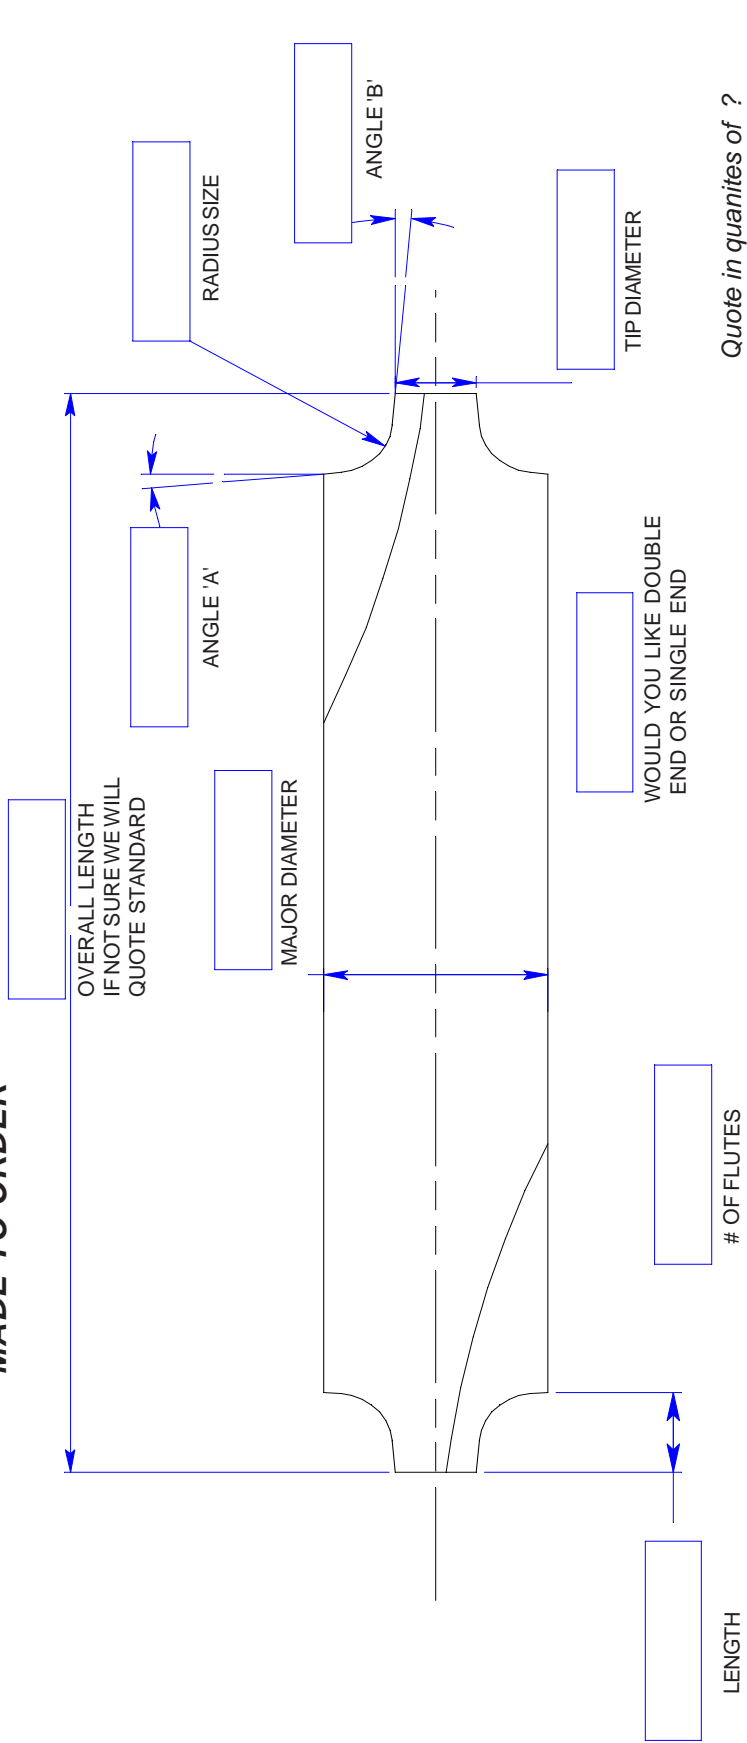 MADE TO ORDER
OVERALL LENGTH
IF NOT SURE WE WILL
QUOTE STANDARD
ANGLE 'A'
RADIUS SIZE
ANGLE 'B'
MAJOR DIAMETER
TIP DIAMETER
WOULD YOU LIKE DOUBLE
END OR SINGLE END
# OF FLUTES
LENGTH
Quote in quanites of ?